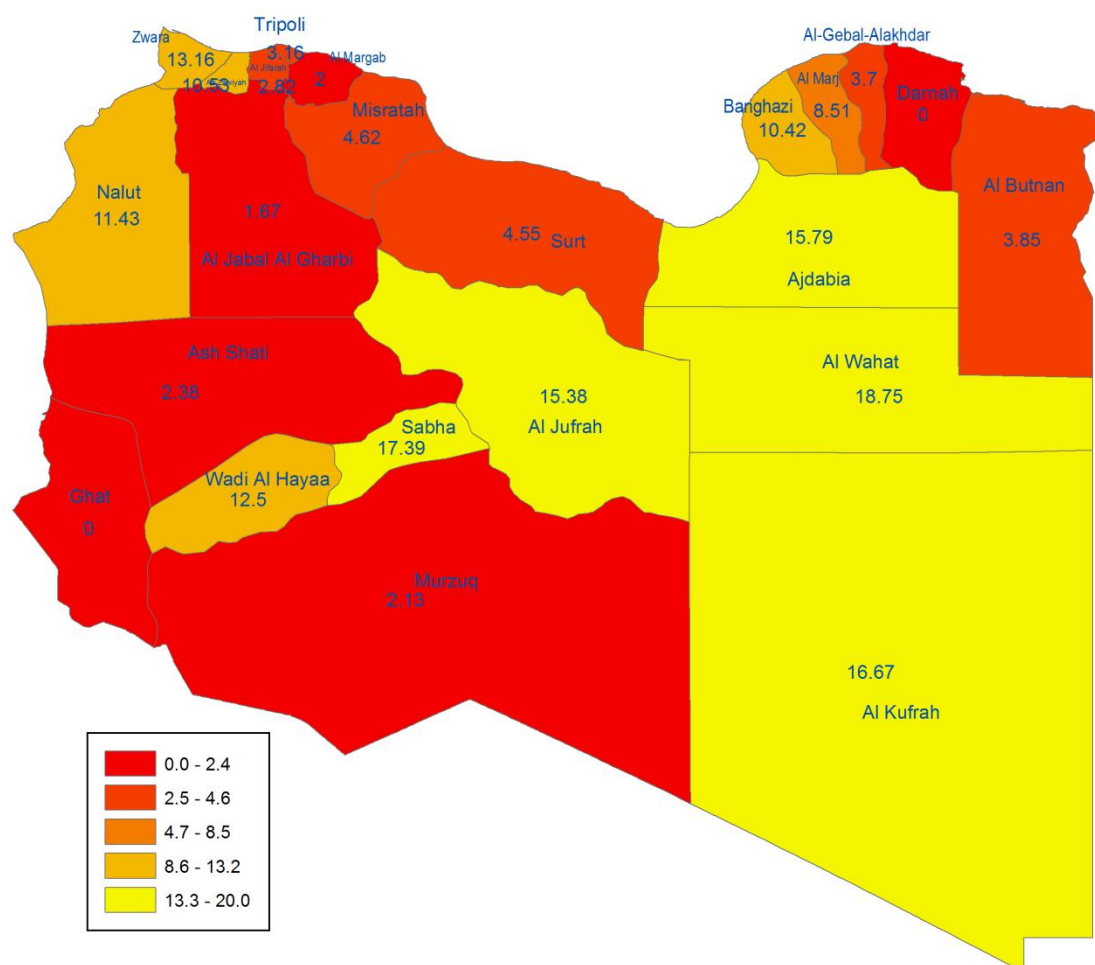 Tripoli
Zwara
3.16
Al Margab
13.16
Al Jifarah
10.53
2.82
2
Al-Gebal-Alakhdar
Al Marj
3.7
Darnah
Banghazi
8.51
0
10.42
Misratah
4.62
Nalut
11.43
1.67
Al Jabal Al Gharbi
4.55
Surt
15.79
Ajdabia
Al Butnan
3.85
Ash Shati
2.38
15.38
Al Jufrah
Al Wahat
18.75
Sabha
17.39
Wadi Al Hayaa
12.5
Ghat
0
Murzuq
2.13
16.67
Al Kufrah
0.0 - 2.4
2.5 - 4.6
4.7 - 8.5
8.6 - 13.2
13.3 - 20.0